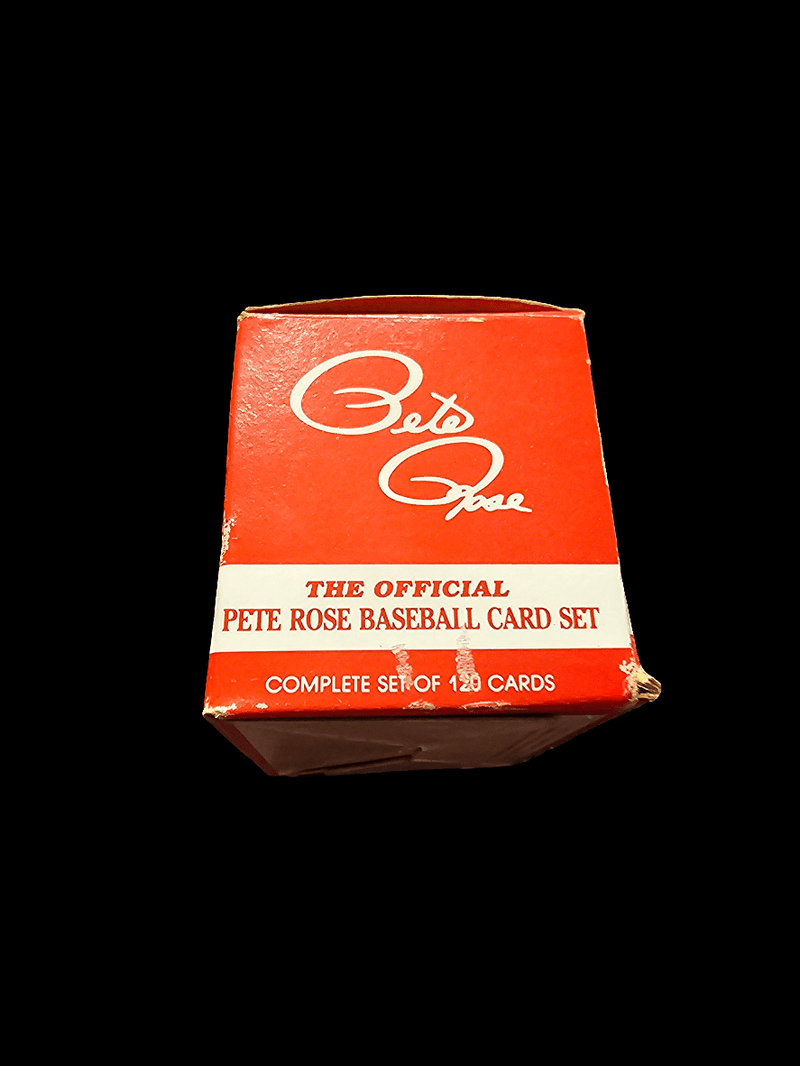 Pete
Rose
THE OFFICIAL
PETE ROSE BASEBALL CARD SET
COMPLETE SET OF 120 CARDS